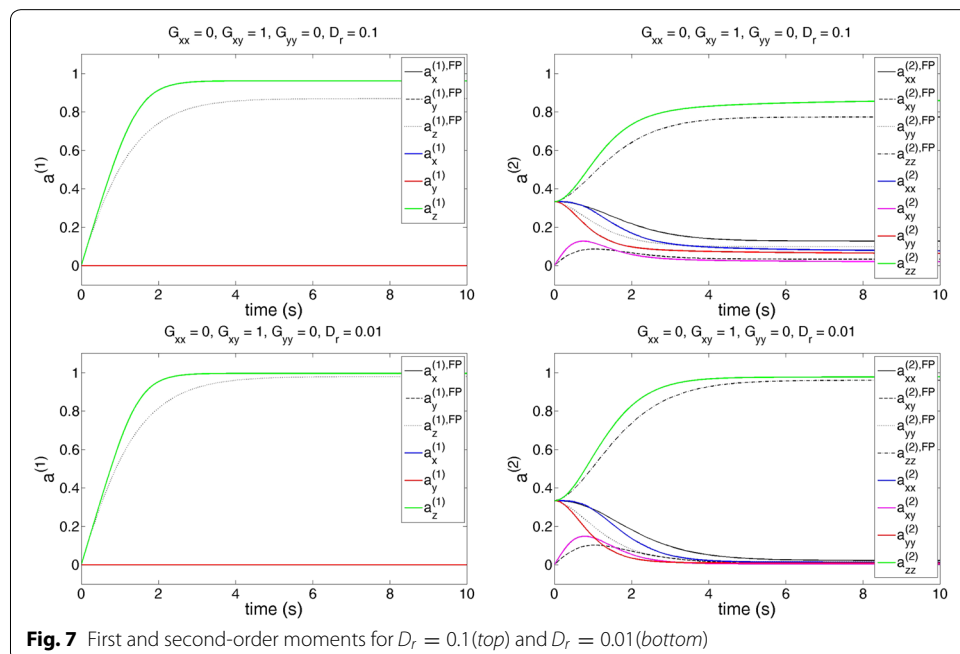 G_xx = 0, G_xy = 1, G_yy = 0, D_r = 0.1
a^(1)
1
0.8
0.6
0.4
0.2
0
0 2 4 6 8 10
time (s)
a_x^(1),FP
a_y^(1),FP
a_z^(1),FP
a_x^(1)
a_y^(1)
a_z^(1)
G_xx = 0, G_xy = 1, G_yy = 0, D_r = 0.1
a^(2)
1
0.8
0.6
0.4
0.2
0
0 2 4 6 8 10
time (s)
a_xx^(2),FP
a_xy^(2),FP
a_yy^(2),FP
a_zz^(2),FP
a_xx^(2)
a_xy^(2)
a_yy^(2)
a_zz^(2)
G_xx = 0, G_xy = 1, G_yy = 0, D_r = 0.01
a^(1)
1
0.8
0.6
0.4
0.2
0
0 2 4 6 8 10
time (s)
a_x^(1),FP
a_y^(1),FP
a_z^(1),FP
a_x^(1)
a_y^(1)
a_z^(1)
G_xx = 0, G_xy = 1, G_yy = 0, D_r = 0.01
a^(2)
1
0.8
0.6
0.4
0.2
0
0 2 4 6 8 10
time (s)
a_xx^(2),FP
a_xy^(2),FP
a_yy^(2),FP
a_zz^(2),FP
a_xx^(2)
a_xy^(2)
a_yy^(2)
a_zz^(2)
Fig. 7 First and second-order moments for D_r = 0.1(top) and D_r = 0.01(bottom)